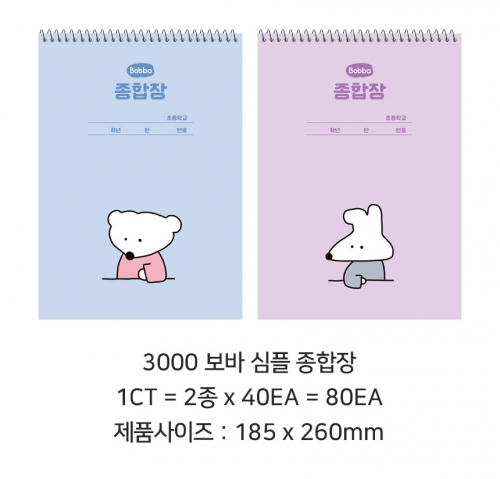 Bobba
종합장
초등학교
학년 반 번호
Bobba
종합장
초등학교
학년 반 번호
3000 보바 심플 종합장
1CT = 2종 x 40EA = 80EA
제품사이즈 : 185 x 260mm